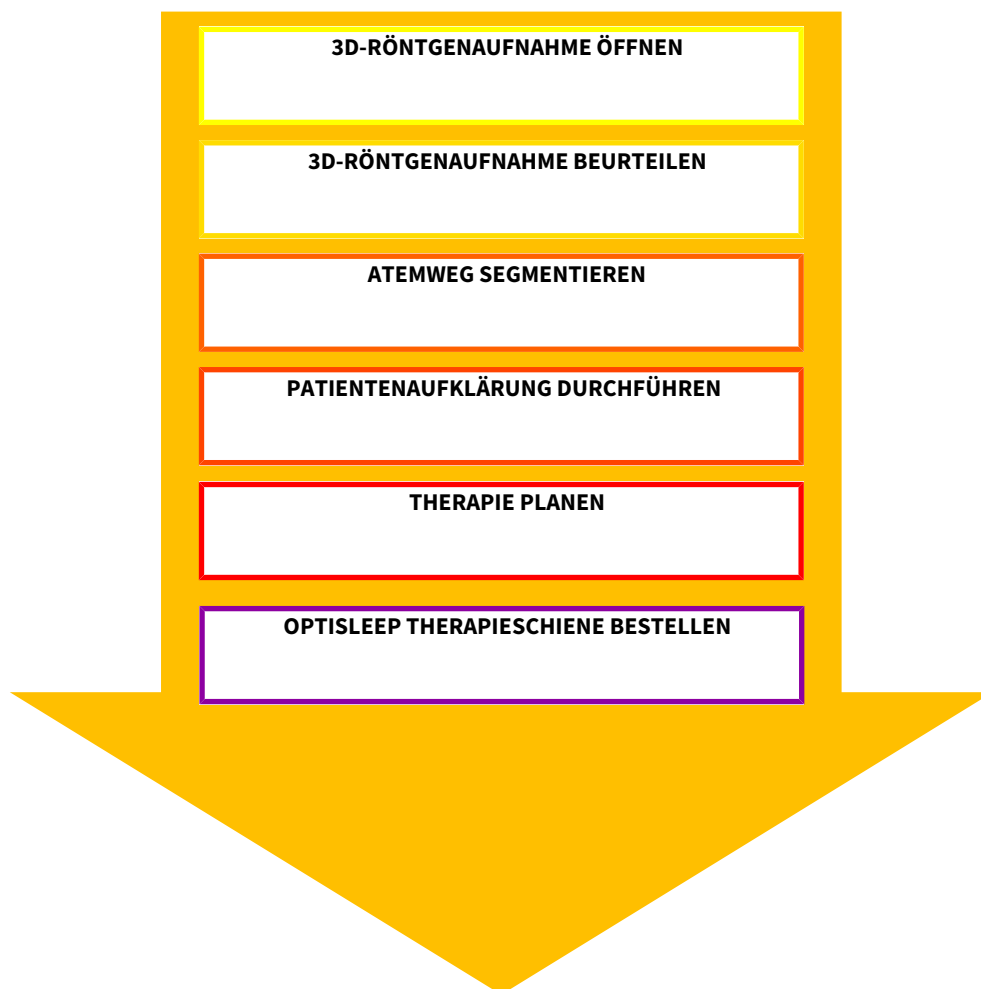 3D-RÖNTGENAUFNAHME ÖFFNEN
3D-RÖNTGENAUFNAHME BEURTEILEN
ATEMWEG SEGMENTIEREN
PATIENTENAUFKLÄRUNG DURCHFÜHREN
THERAPIE PLANEN
OPTISLEEP THERAPIESCHIENE BESTELLEN